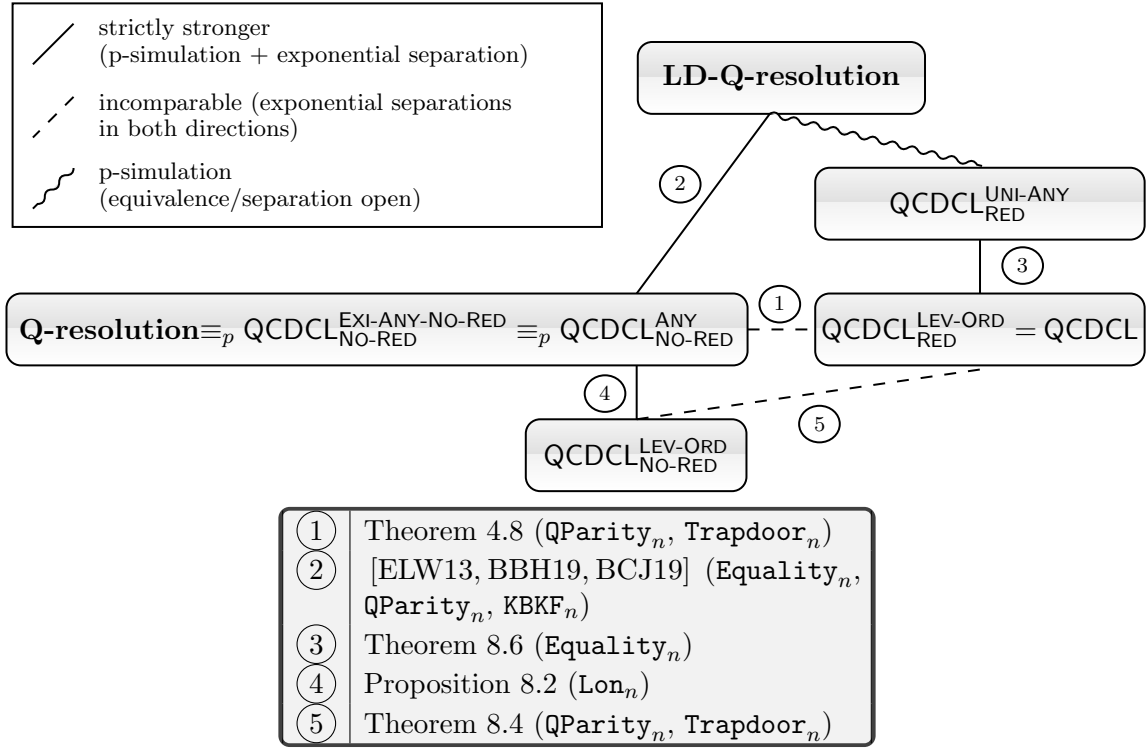 strictly stronger
(p-simulation + exponential separation)
incomparable (exponential separations
in both directions)
p-simulation
(equivalence/separation open)
LD-Q-resolution
2
QCDCL^{UNI-ANY}_{RED}
3
Q-resolution≡_p QCDCL^{EXI-ANY-NO-RED}_{NO-RED} ≡_p QCDCL^{ANY}_{NO-RED}
1
QCDCL^{LEV-ORD}_{RED} = QCDCL
4
5
QCDCL^{LEV-ORD}_{NO-RED}
1 Theorem 4.8 (QParity_n, Trapdoor_n)
2 [ELW13, BBH19, BCJ19] (Equality_n,
QParity_n, KBKF_n)
3 Theorem 8.6 (Equality_n)
4 Proposition 8.2 (Lon_n)
5 Theorem 8.4 (QParity_n, Trapdoor_n)